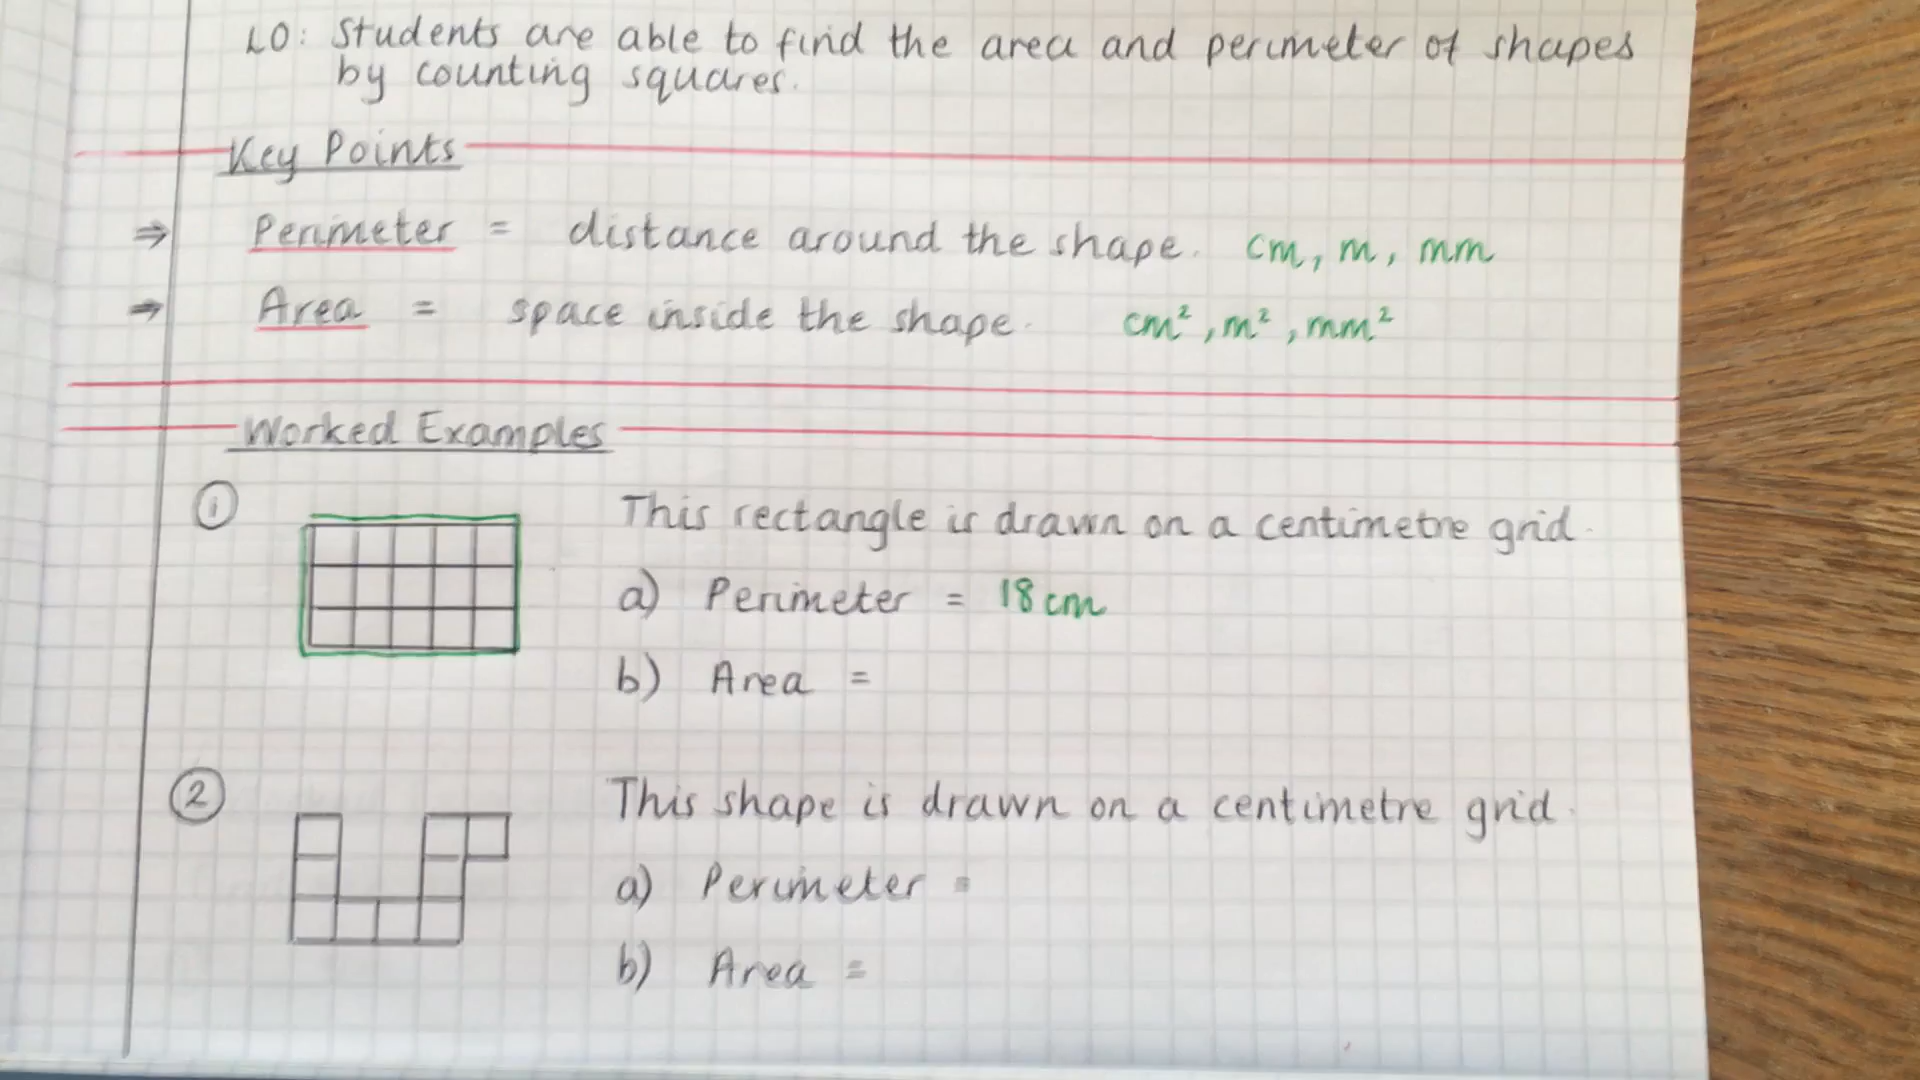 LO: Students are able to find the area and perimeter of shapes
by counting squares.
Key Points
⇒ Perimeter = distance around the shape. cm, m, mm
⇒ Area = space inside the shape. cm², m², mm²
Worked Examples
① This rectangle is drawn on a centimetre grid.
a) Perimeter = 18cm
b) Area =
② This shape is drawn on a centimetre grid.
a) Perimeter =
b) Area =